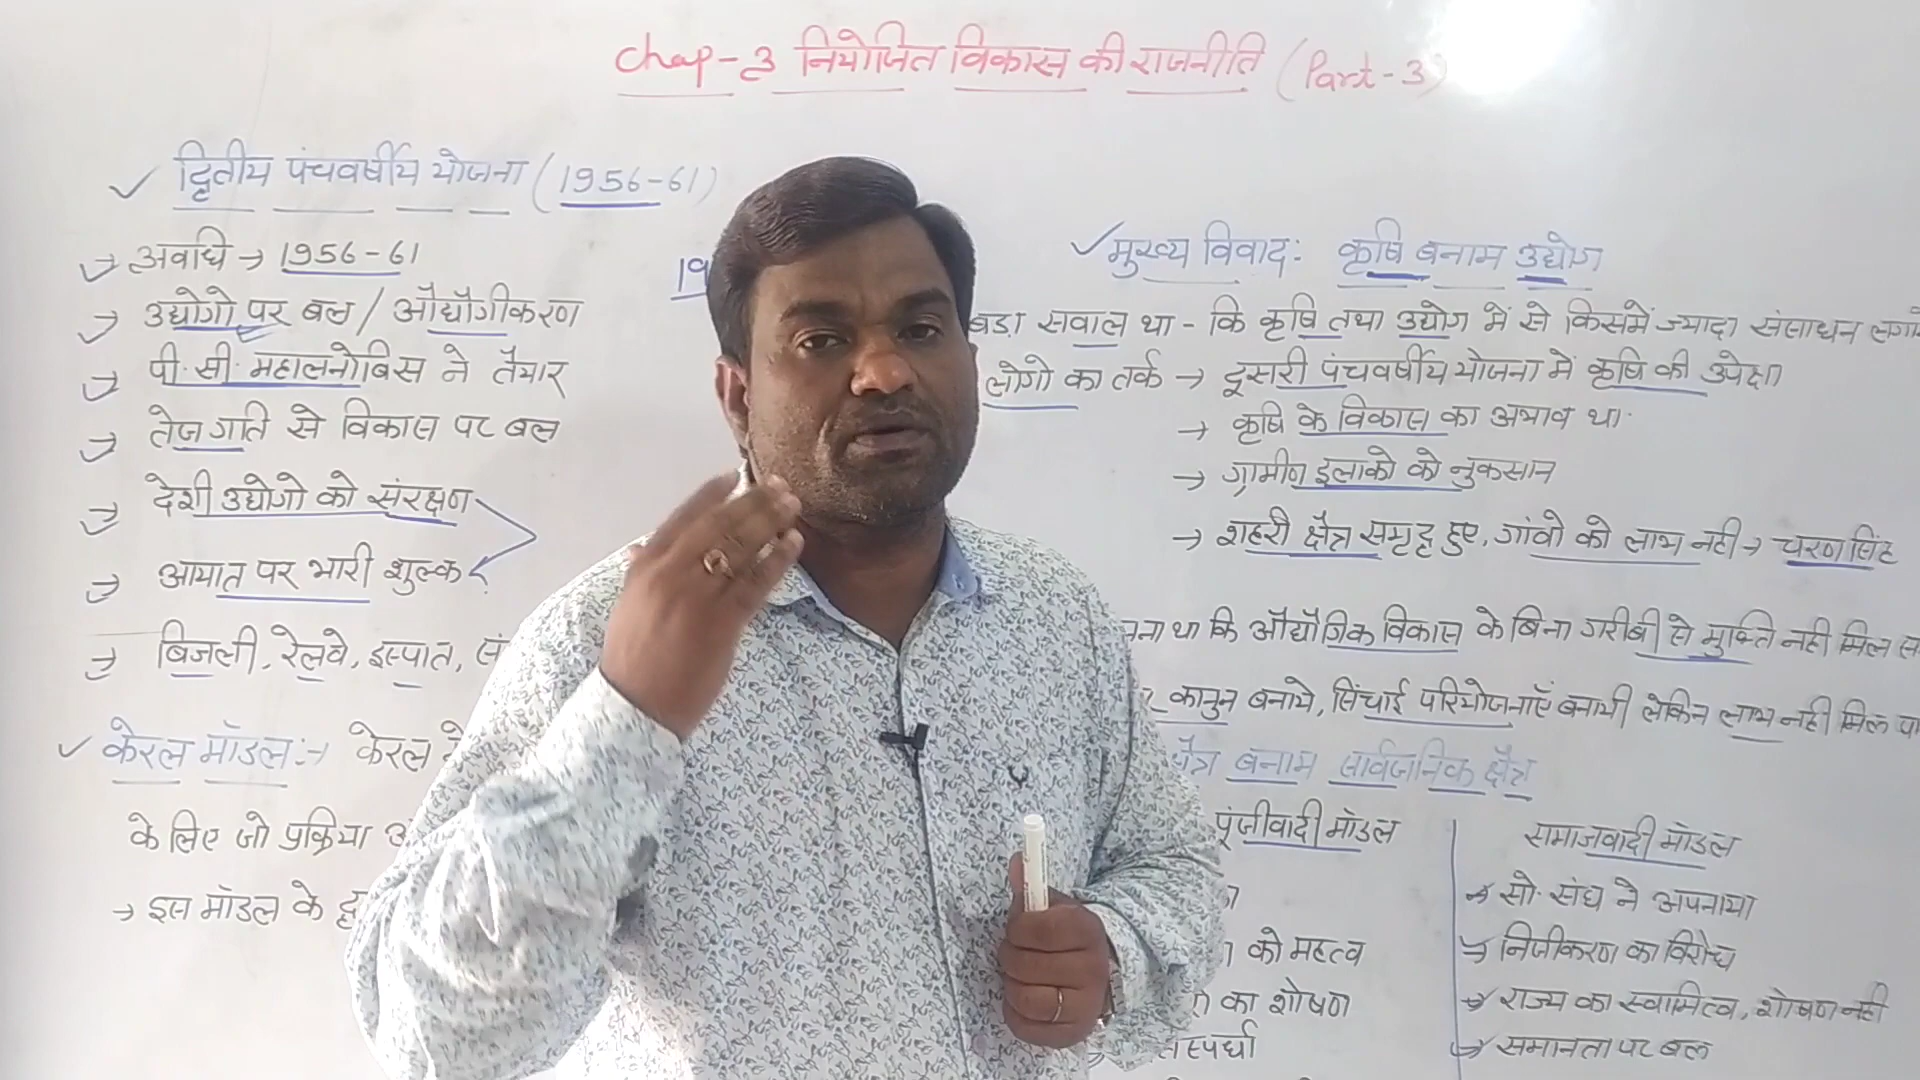 Chap-3 नियोजित विकास की राजनीति (Part-3)
द्वितीय पंचवर्षीय योजना (1956-61)
→ अवधि → 1956-61
→ उद्योगो पर बल / औद्यौगीकरण
→ पी.सी. महालनोबिस ने तैयार
→ तेज गति से विकास पर बल
→ देशी उद्योगो को संरक्षण
→ आयात पर भारी शुल्क
→ बिजली, रेलवे, इस्पात,
केरल मॉडल :→ केरल
के लिए जो प्रक्रिया
→ इस मॉडल के
19
मुख्य विवाद: कृषि बनाम उद्योग
बडा सवाल था - कि कृषि तथा उद्योग में से किसमें ज्यादा संसाधन
लोगो का तर्क → दूसरी पंचवर्षीय योजना में कृषि की उपेक्षा
→ कृषि के विकास का अभाव था.
→ ग्रामीण इलाको को नुकसान
→ शहरी क्षेत्र समृद्ध हुए, गांवो को लाभ नही → चरण सिंह
था कि औद्यौगिक विकास के बिना गरीबी से मुक्ति नही मिल
कानुन बनाये, सिंचाई परियोजनाएँ बनायी लेकिन लाभ नही मिल
बनाम सार्वजनिक क्षेत्र
पूंजीवादी मॉडल
को महत्व
का शोषण
समाजवादी मॉडल
→ सो. संघ ने अपनाया
→ निजीकरण का विरोध
→ राज्य का स्वामित्व, शोषण नही
→ समानता पर बल